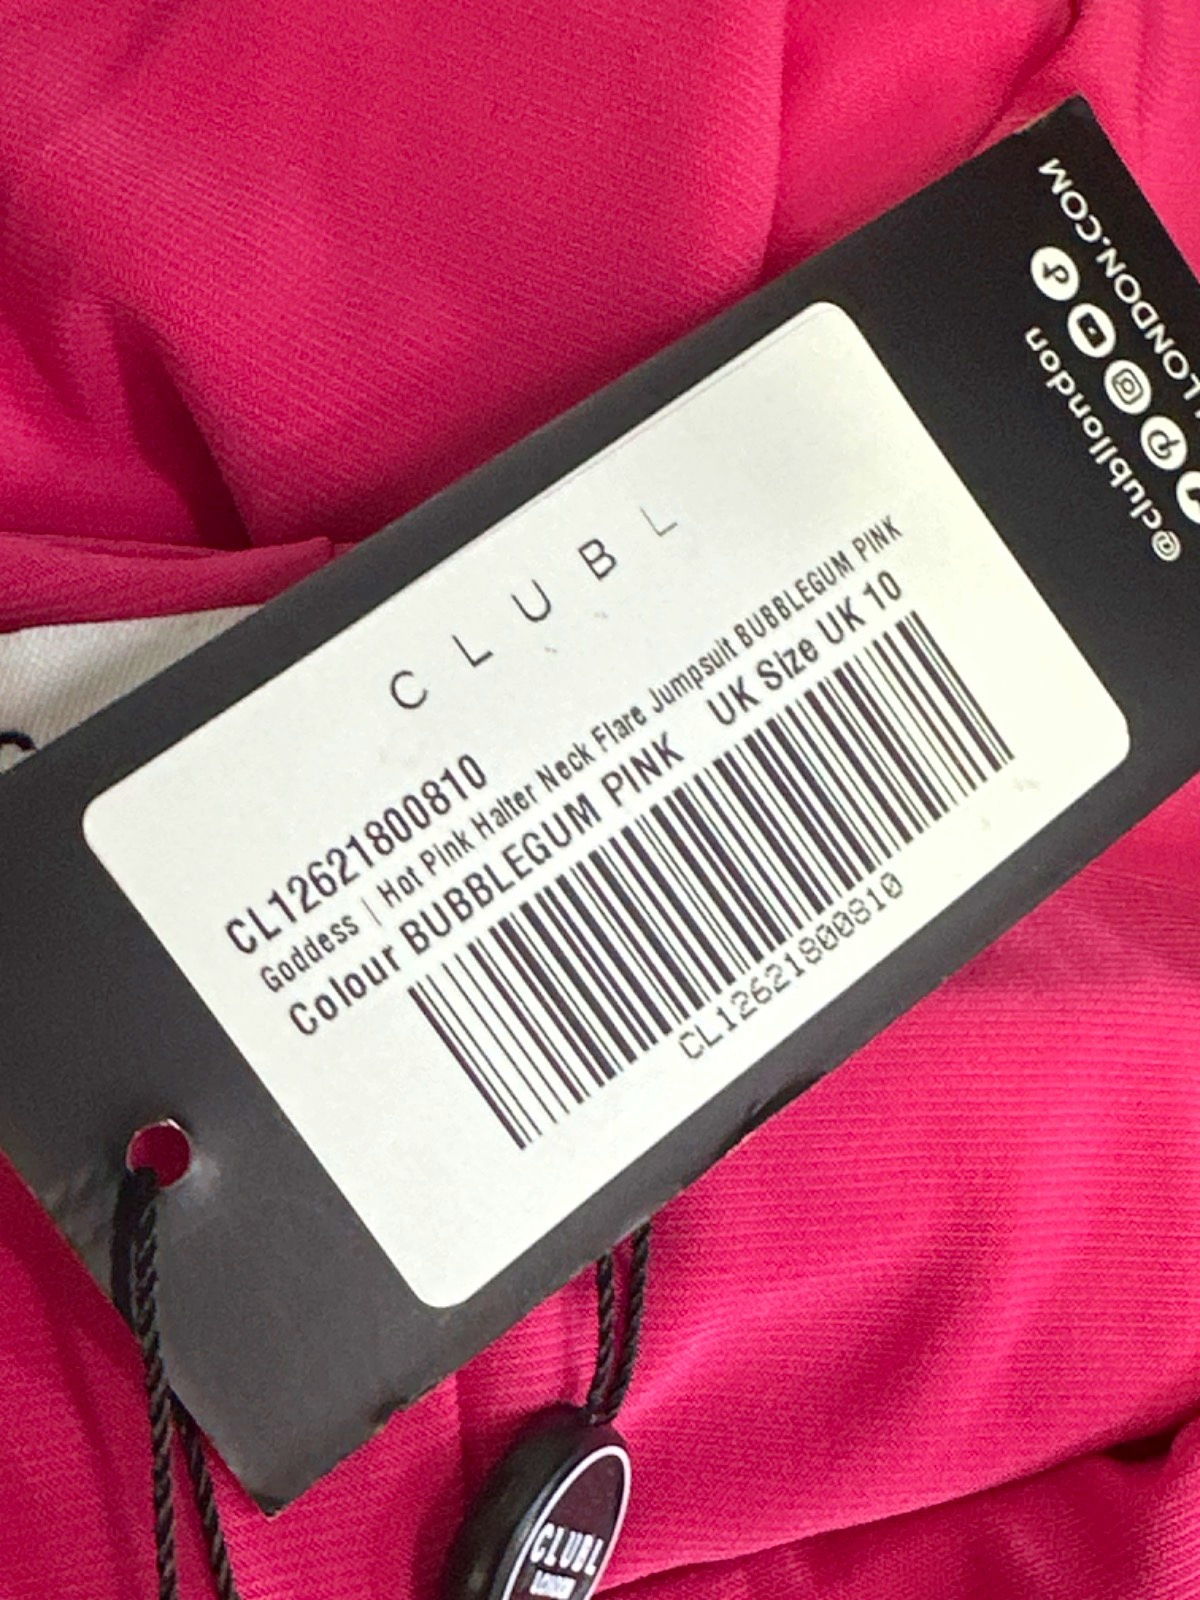 CLUBL
CL12621800810
Goddess | Hot Pink Halter Neck Flare Jumpsuit BUBBLEGUM PINK
Colour BUBBLEGUM PINK UK Size UK 10
CL12621800810
LONDON.COM
@clubllondon
CLUBL